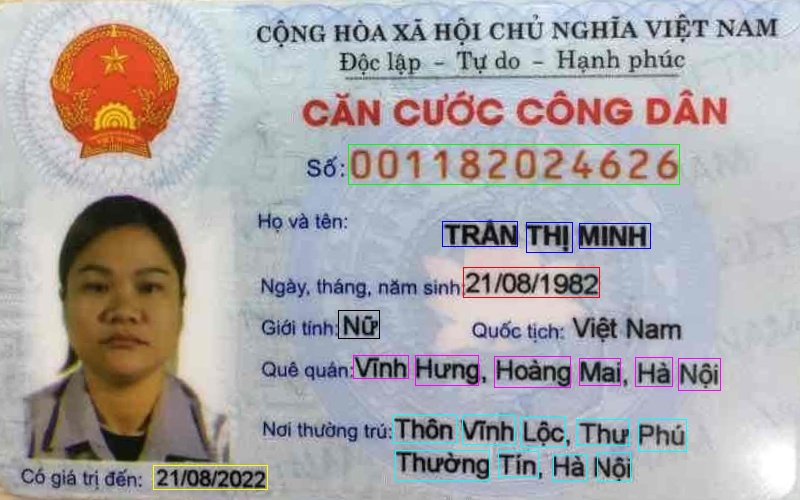 CỘNG HÒA XÃ HỘI CHỦ NGHĨA VIỆT NAM
Độc lập - Tự do - Hạnh phúc
CĂN CƯỚC CÔNG DÂN
Số: 001182024626
Họ và tên:
TRẦN THỊ MINH
Ngày, tháng, năm sinh: 21/08/1982
Giới tính: Nữ Quốc tịch: Việt Nam
Quê quán: Vĩnh Hưng, Hoàng Mai, Hà Nội
Nơi thường trú: Thôn Vĩnh Lộc, Thư Phú
Thường Tín, Hà Nội
Có giá trị đến: 21/08/2022